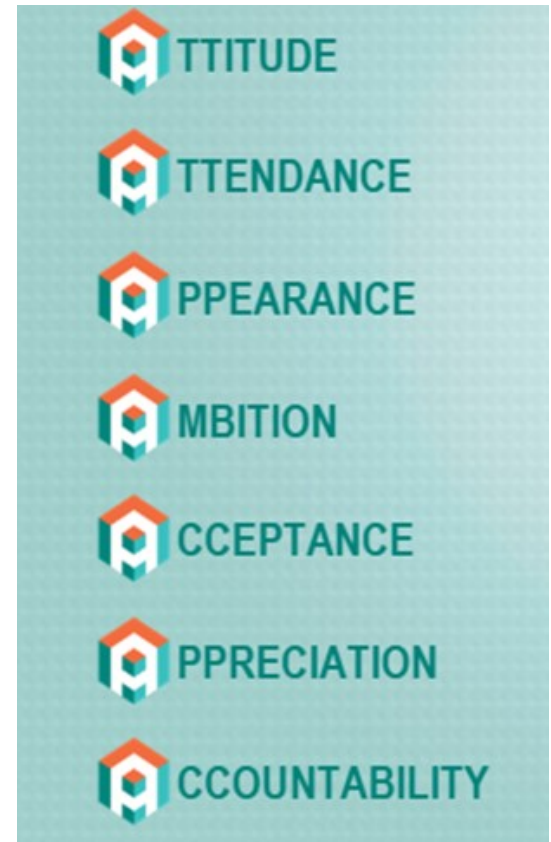 ATTITUDE
ATTENDANCE
APPEARANCE
AMBITION
ACCEPTANCE
APPRECIATION
ACCOUNTABILITY